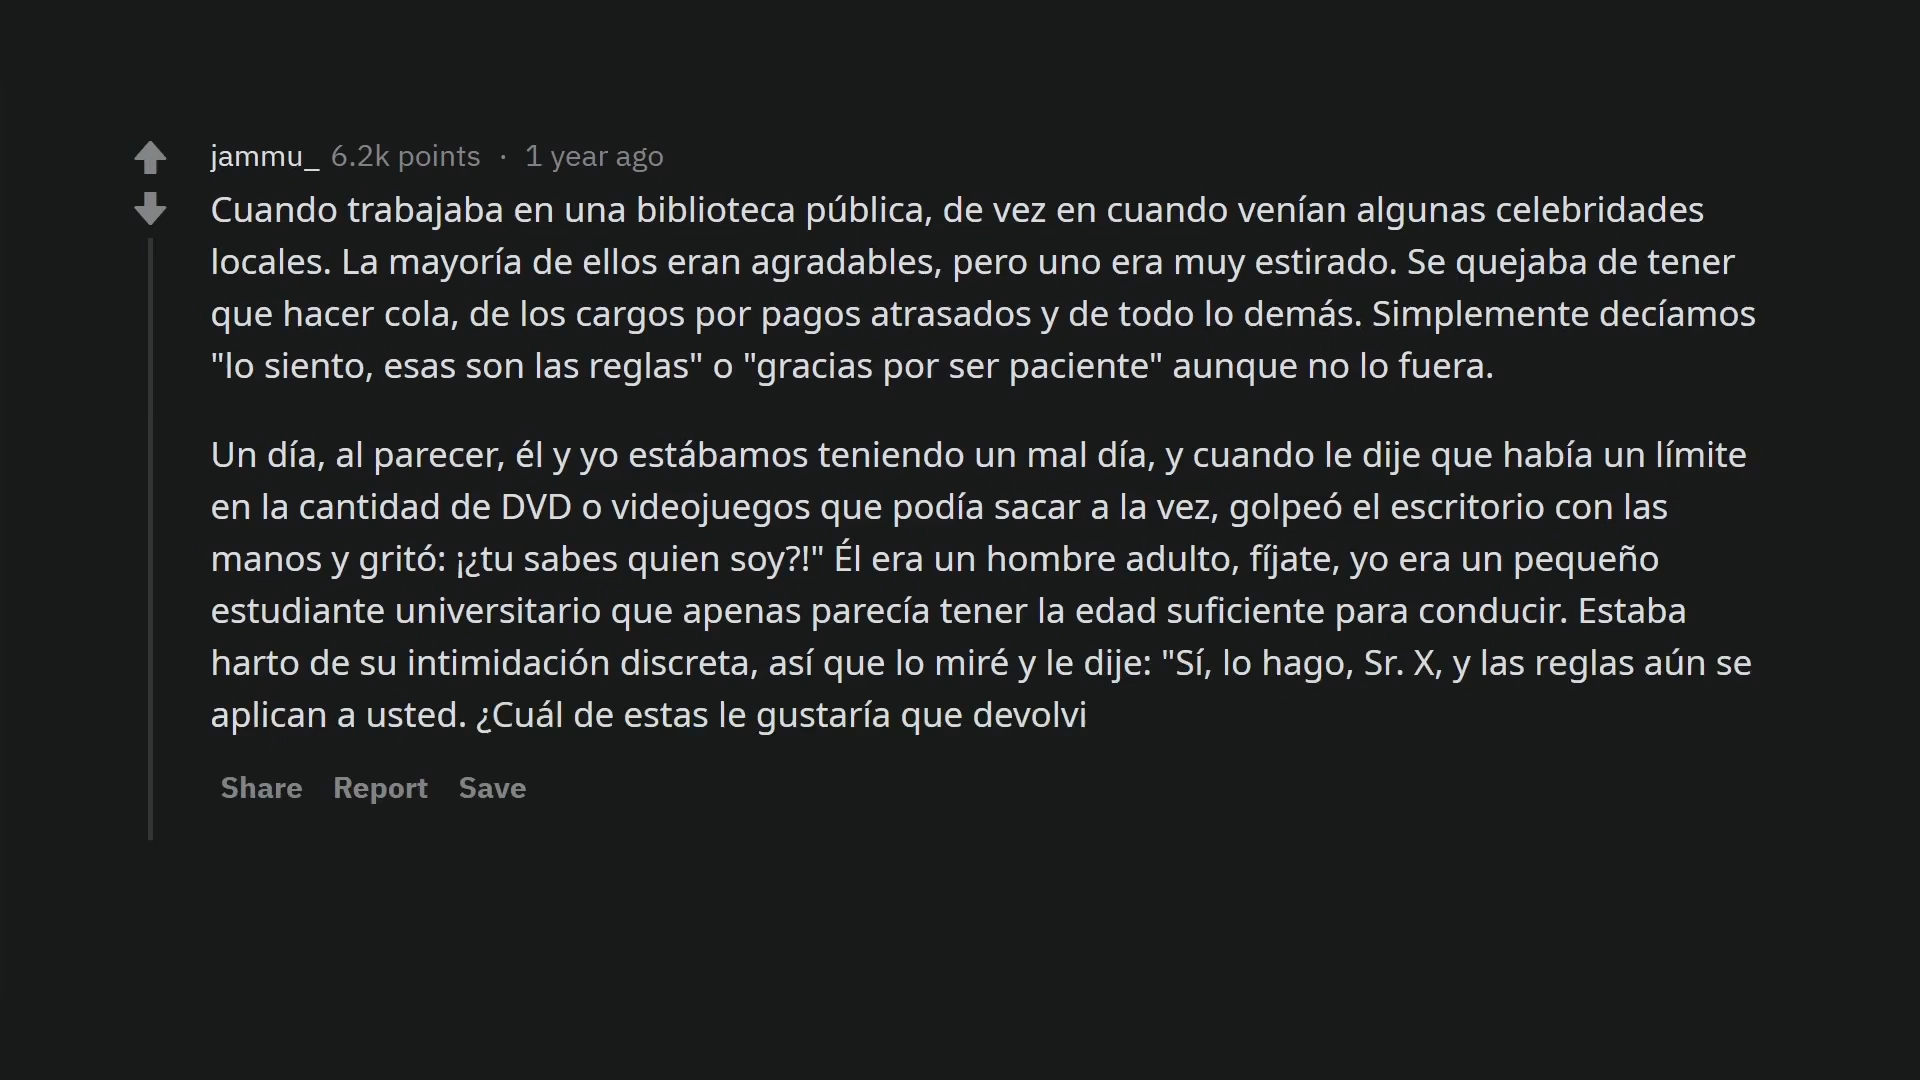 jammu_ 6.2k points · 1 year ago
Cuando trabajaba en una biblioteca pública, de vez en cuando venían algunas celebridades
locales. La mayoría de ellos eran agradables, pero uno era muy estirado. Se quejaba de tener
que hacer cola, de los cargos por pagos atrasados y de todo lo demás. Simplemente decíamos
"lo siento, esas son las reglas" o "gracias por ser paciente" aunque no lo fuera.
Un día, al parecer, él y yo estábamos teniendo un mal día, y cuando le dije que había un límite
en la cantidad de DVD o videojuegos que podía sacar a la vez, golpeó el escritorio con las
manos y gritó: ¡¿tu sabes quien soy?!" Él era un hombre adulto, fíjate, yo era un pequeño
estudiante universitario que apenas parecía tener la edad suficiente para conducir. Estaba
harto de su intimidación discreta, así que lo miré y le dije: "Sí, lo hago, Sr. X, y las reglas aún se
aplican a usted. ¿Cuál de estas le gustaría que devolvi
Share Report Save